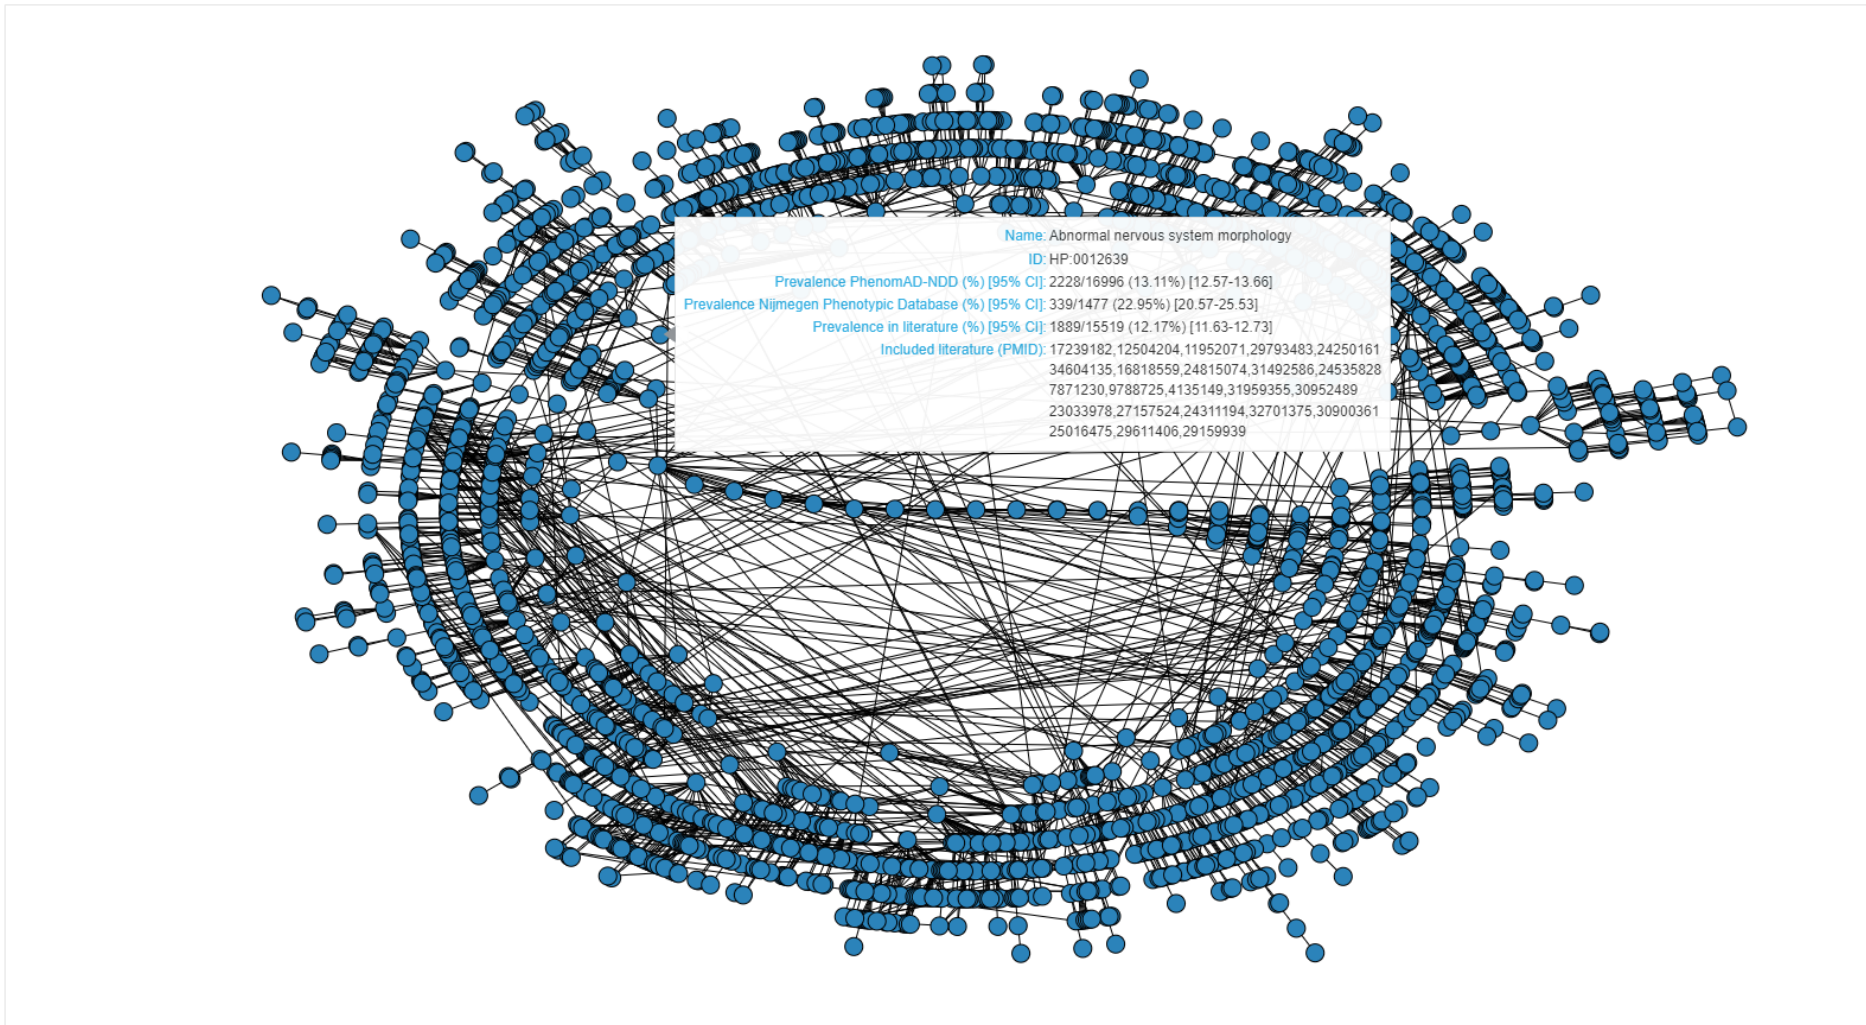 Name: Abnormal nervous system morphology
ID: HP:0012639
Prevalence PhenomAD-NDD (%) [95% CI]: 2228/16996 (13.11%) [12.57-13.66]
Prevalence Nijmegen Phenotypic Database (%) [95% CI]: 339/1477 (22.95%) [20.57-25.53]
Prevalence in literature (%) [95% CI]: 1889/15519 (12.17%) [11.63-12.73]
Included literature (PMID): 17239182,12504204,11952071,29793483,24250161
34604135,16818559,24815074,31492586,24535828
7871230,9788725,4135149,31959355,30952489
23033978,27157524,24311194,32701375,30900361
25016475,29611406,29159939